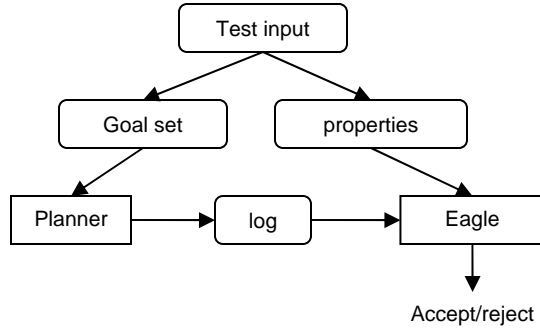 Test input
Goal set
properties
Planner
log
Eagle
Accept/reject